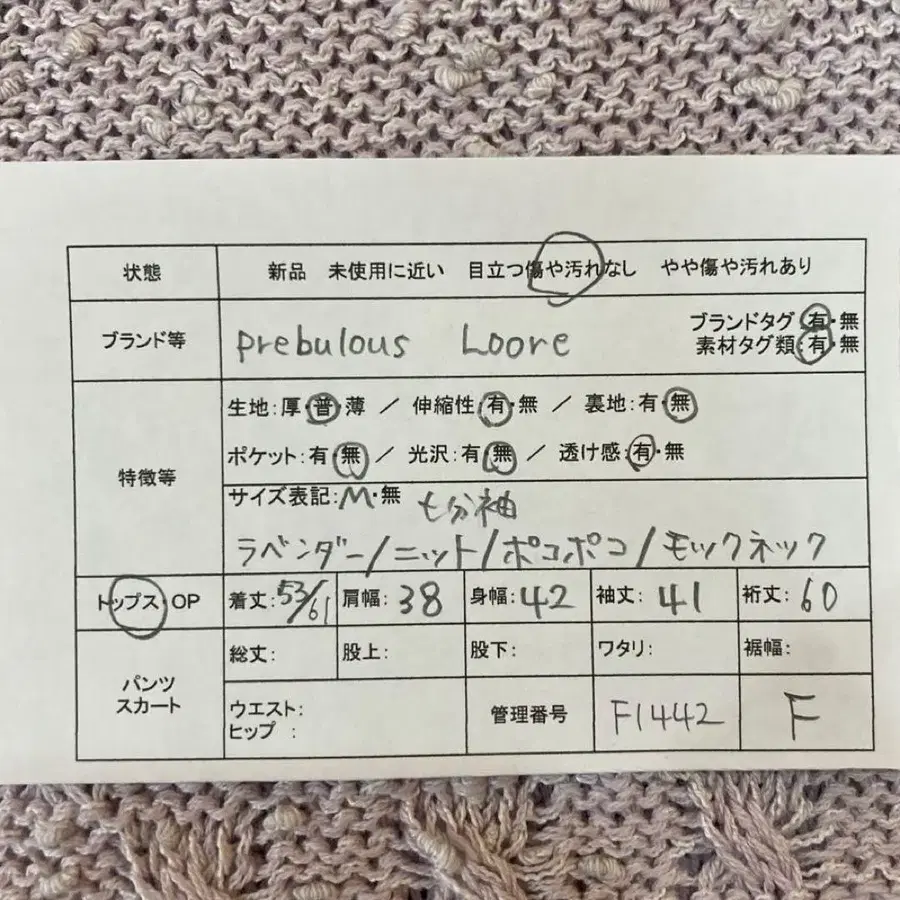 状態 新品 未使用に近い 目立つ傷や汚れなし やや傷や汚れあり
ブランド等 prebulous Loore ブランドタグ:有・無
素材タグ類:有・無
特徴等
生地:厚・普・薄 / 伸縮性:有・無 / 裏地:有・無
ポケット:有・無 / 光沢:有・無 / 透け感:有・無
サイズ表記:M・無 七分袖
ラベンダー/ニット/ポコポコ/モックネック
トップス・OP 着丈:53/61 肩幅:38 身幅:42 袖丈:41 裄丈:60
パンツ
スカート
総丈: 股上: 股下: ワタリ: 裾幅:
ウエスト:
ヒップ :
管理番号 F1442 F